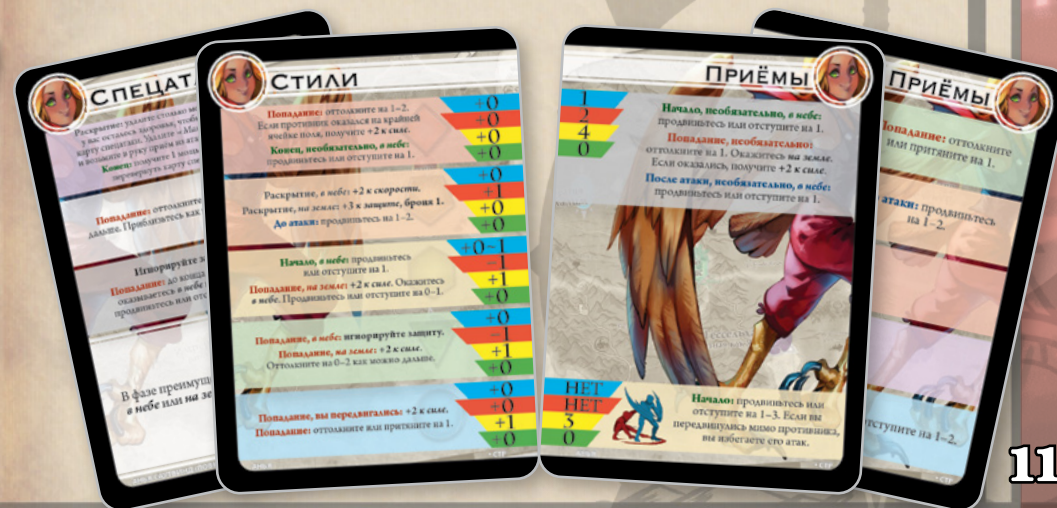 СПЕЦАТ
Раскрытие: удалите столько
у вас осталось здоровья, чтобы
карту спецатаки. Удалите
и возьмите в руку приём
Конец: получите 1
перевернуть карту
Попадание: оттолкните
дальше. Приблизьтесь как
Игнорируйте
Попадание: до конца
оказываетесь в небе
продвиньтесь или
В фазе преимущ
в небе или на зе
СТИЛИ
Попадание: оттолкните на 1–2.
Если противник оказался на крайней
ячейке поля, получите +2 к силе.
Конец, необязательно, в небе:
продвиньтесь или отступите на 1.
+0
+0
+0
+0
Раскрытие, в небе: +2 к скорости.
Раскрытие, на земле: +3 к защите, броня 1.
До атаки: продвиньтесь на 1–2.
+0
+1
+0
+0
Начало, в небе: продвиньтесь
или отступите на 1.
Попадание, на земле: +2 к силе. Окажитесь
в небе. Продвиньтесь или отступите на 0–1.
+0~1
−1
+1
+0
Попадание, в небе: игнорируйте защиту.
Попадание, на земле: +2 к силе.
Оттолкните на 0–2 как можно дальше.
+0
−1
+1
+0
Попадание, вы передвигались: +2 к силе.
Попадание: оттолкните или притяните на 1.
+0
+0
+1
+0
ПРИЁМЫ
1
2
4
0
Начало, необязательно, в небе:
продвиньтесь или отступите на 1.
Попадание, необязательно:
оттолкните на 1. Окажитесь на земле.
Если оказались, получите +2 к силе.
После атаки, необязательно, в небе:
продвиньтесь или отступите на 1.
НЕТ
НЕТ
3
0
Начало: продвиньтесь или
отступите на 1–3. Если вы
передвинулись мимо противника,
вы избегаете его атак.
ПРИЁМЫ
Попадание: оттолкните
или притяните на 1.
атаки: продвиньтесь
на 1–2.
отступите на 1–2.
11